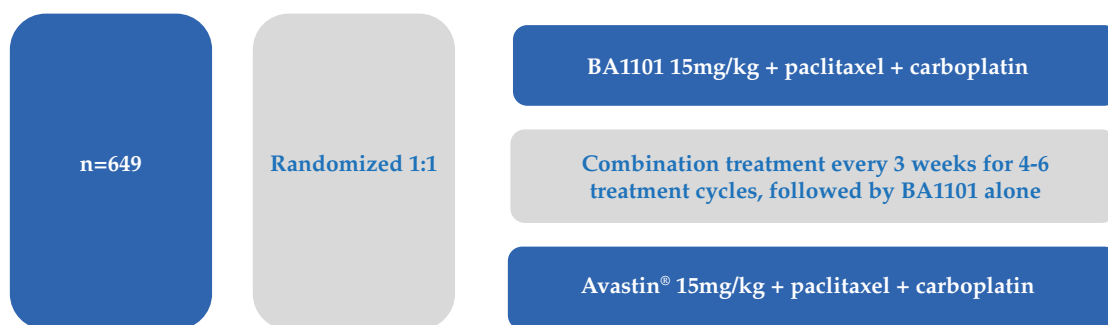 n=649
Randomized 1:1
BA1101 15mg/kg + paclitaxel + carboplatin
Combination treatment every 3 weeks for 4-6
treatment cycles, followed by BA1101 alone
Avastin® 15mg/kg + paclitaxel + carboplatin